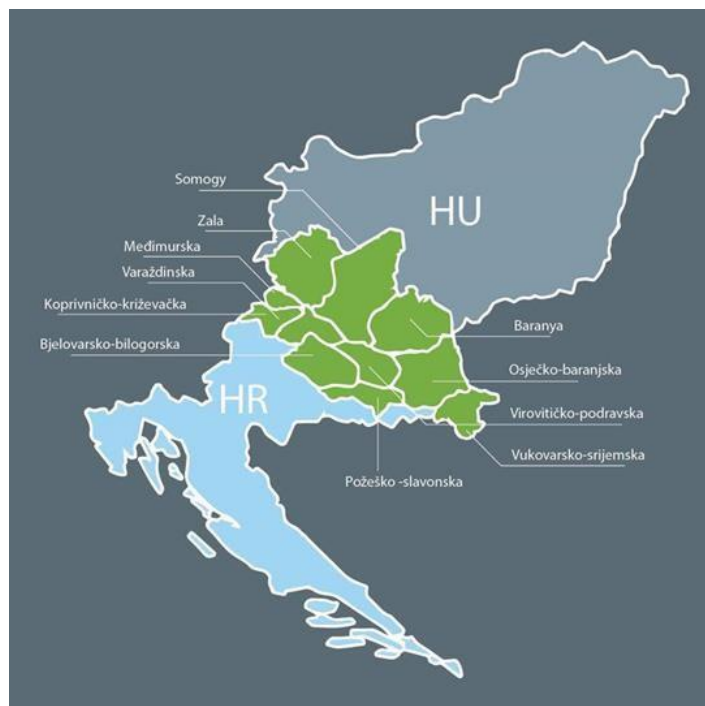 Somogy
HU
Zala
Međimurska
Varaždinska
Koprivničko-križevačka
Baranya
Bjelovarsko-bilogorska
Osječko-baranjska
HR
Virovitičko-podravska
Vukovarsko-srijemska
Požeško -slavonska